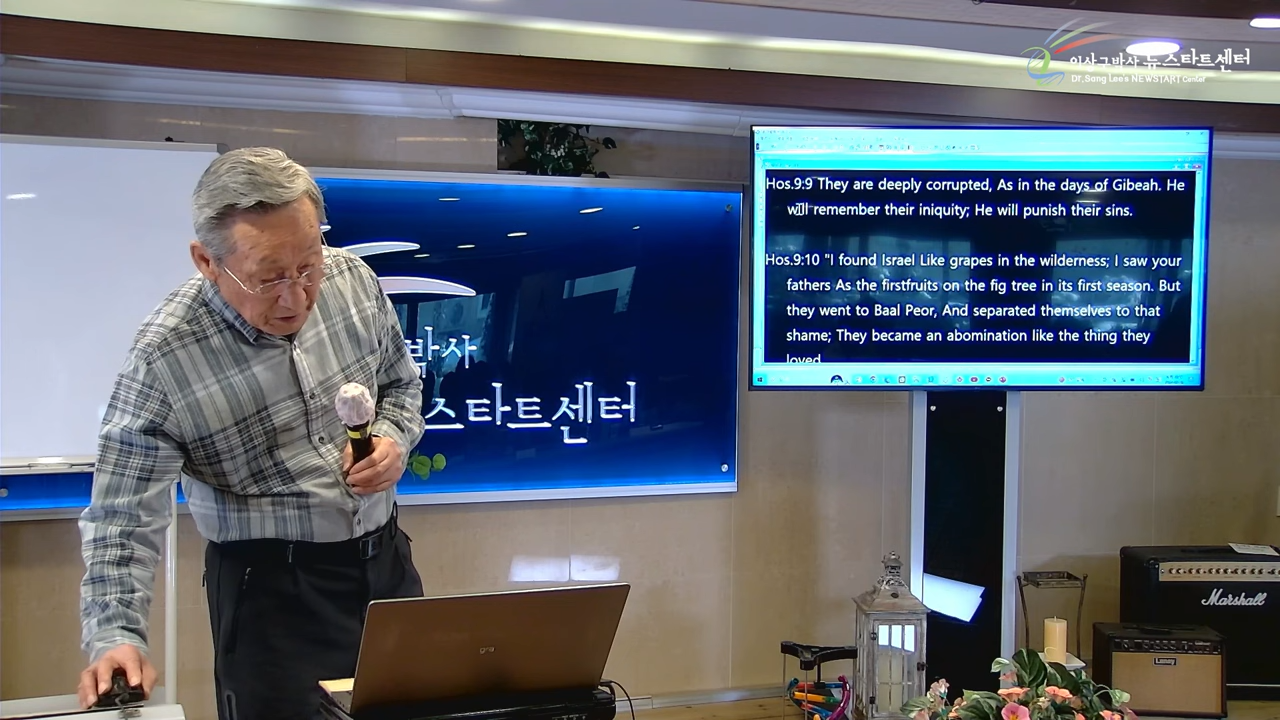 이상구박사 뉴스타트센터
Dr. Sang Lee's NEWSTART Center
Hos.9:9 They are deeply corrupted, As in the days of Gibeah. He
will remember their iniquity; He will punish their sins.
Hos.9:10 "I found Israel Like grapes in the wilderness; I saw your
fathers As the firstfruits on the fig tree in its first season. But
they went to Baal Peor, And separated themselves to that
shame; They became an abomination like the thing they
loved
박사
스타트센터
Marshall
Laney